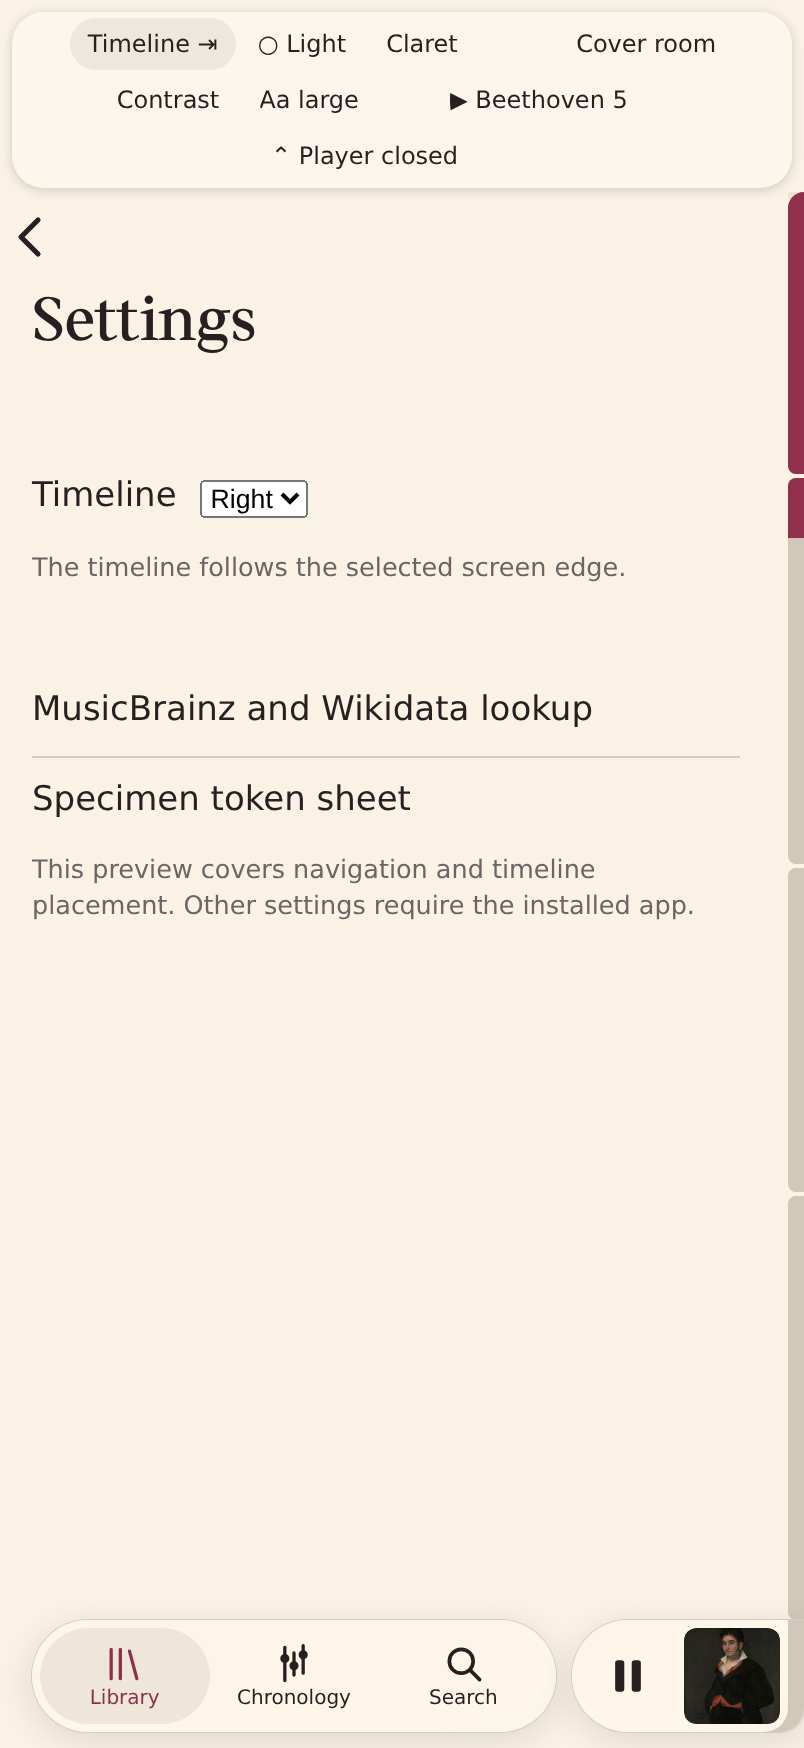 Timeline ⇥ ○ Light Claret Cover room
Contrast Aa large ▶ Beethoven 5
⌃ Player closed
Settings
Timeline Right
The timeline follows the selected screen edge.
MusicBrainz and Wikidata lookup
Specimen token sheet
This preview covers navigation and timeline
placement. Other settings require the installed app.
Library Chronology Search